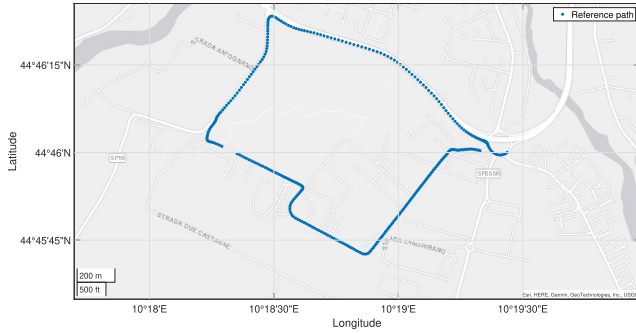 Reference path
STRADA ANTOGNANO
44°46'15"N
44°46'N
SP56
SP665R
Latitude
STRADA DUE CASTAGNE
44°45'45"N
200 m
500 ft
Esri, HERE, Garmin, GeoTechnologies, Inc., USGS
10°18'E
10°18'30"E
10°19'E
10°19'30"E
Longitude